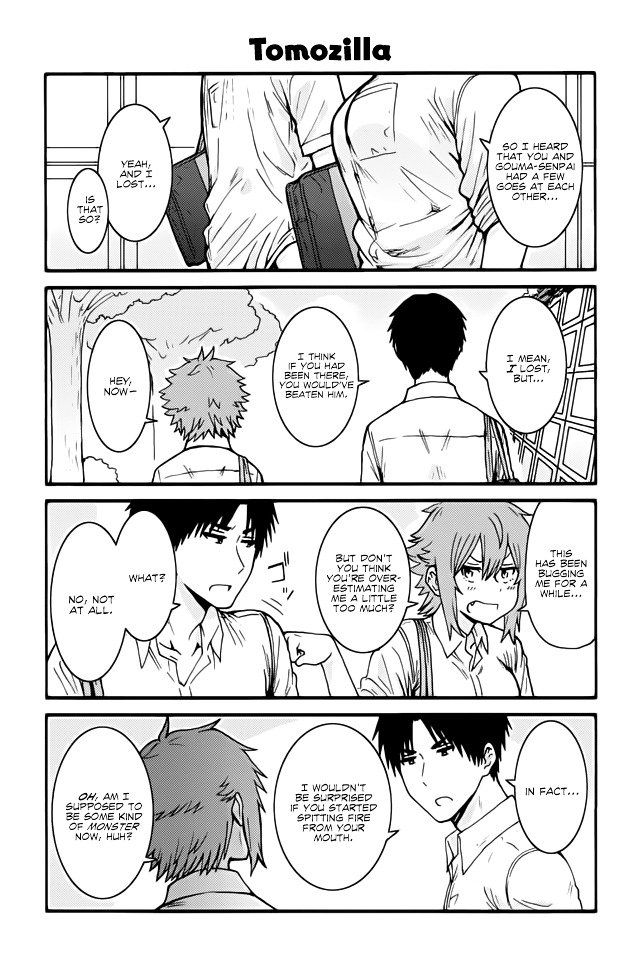 Tomozilla
SO I HEARD
THAT YOU AND
GOUMA-SENPAI
HAD A FEW
GOES AT EACH
OTHER...
YEAH,
AND I
LOST...
IS
THAT
SO?
I MEAN,
I LOST,
BUT...
I THINK
IF YOU HAD
BEEN THERE,
YOU WOULD'VE
BEATEN HIM.
HEY,
NOW—
THIS
HAS BEEN
BUGGING
ME FOR A
WHILE...
BUT DON'T
YOU THINK
YOU'RE OVER-
ESTIMATING
ME A LITTLE
TOO MUCH?
WHAT?
NO, NOT
AT ALL.
IN FACT...
I WOULDN'T
BE SURPRISED
IF YOU STARTED
SPITTING FIRE
FROM YOUR
MOUTH.
OH, AM I
SUPPOSED TO
BE SOME KIND
OF MONSTER
NOW, HUH?